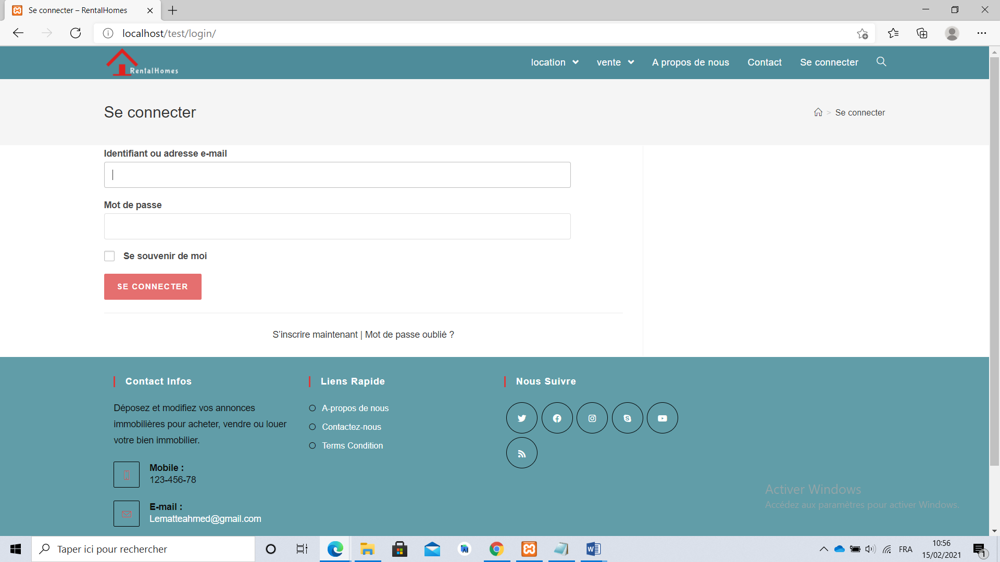 Se connecter – RentalHomes
localhost/test/login/
RentalHomes
location vente A propos de nous Contact Se connecter
Se connecter
> Se connecter
Identifiant ou adresse e-mail
Mot de passe
Se souvenir de moi
SE CONNECTER
S'inscrire maintenant | Mot de passe oublié ?
Contact Infos
Déposez et modifiez vos annonces
immobilières pour acheter, vendre ou louer
votre bien immobilier.
Mobile :
123-456-78
E-mail :
Lematteahmed@gmail.com
Liens Rapide
A-propos de nous
Contactez-nous
Terms Condition
Nous Suivre
Activer Windows
Accédez aux paramètres pour activer Windows.
Taper ici pour rechercher
FRA
10:56
15/02/2021
1